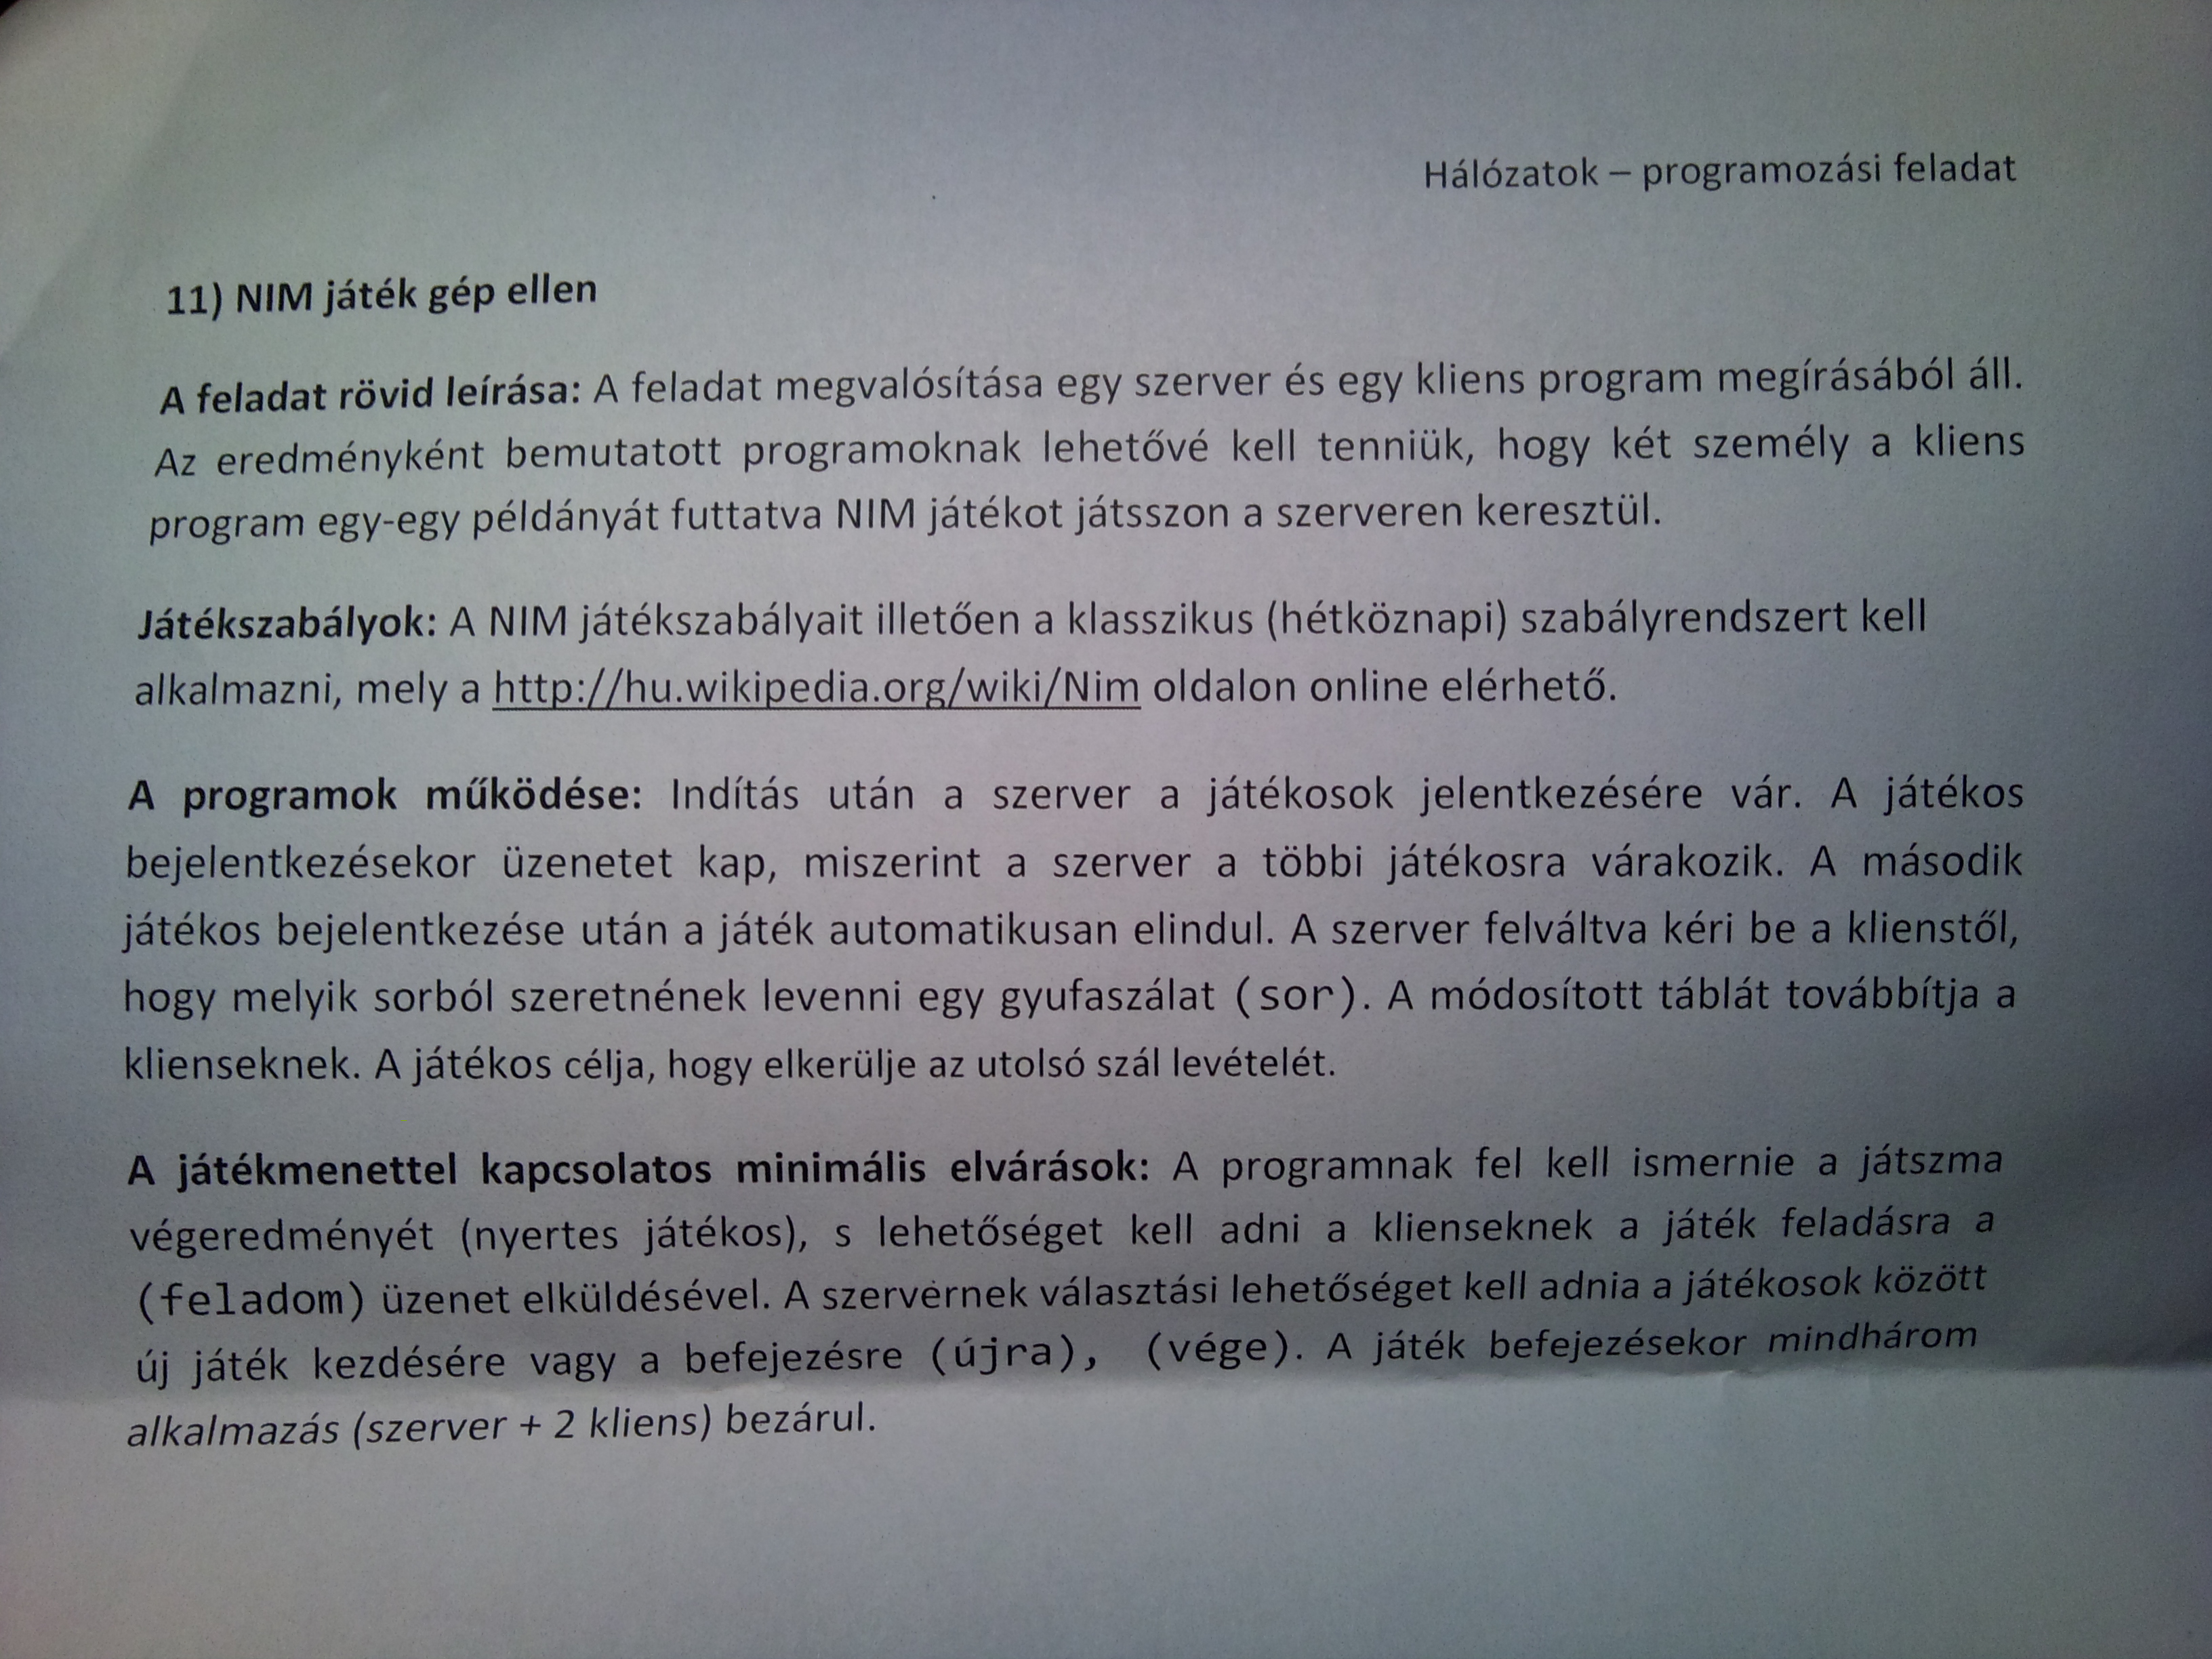 Hálózatok – programozási feladat
11) NIM játék gép ellen
A feladat rövid leírása: A feladat megvalósítása egy szerver és egy kliens program megírásából áll.
Az eredményként bemutatott programoknak lehetővé kell tenniük, hogy két személy a kliens
program egy-egy példányát futtatva NIM játékot játsszon a szerveren keresztül.
Játékszabályok: A NIM játékszabályait illetően a klasszikus (hétköznapi) szabályrendszert kell
alkalmazni, mely a http://hu.wikipedia.org/wiki/Nim oldalon online elérhető.
A programok működése: Indítás után a szerver a játékosok jelentkezésére vár. A játékos
bejelentkezésekor üzenetet kap, miszerint a szerver a többi játékosra várakozik. A második
játékos bejelentkezése után a játék automatikusan elindul. A szerver felváltva kéri be a klienstől,
hogy melyik sorból szeretnének levenni egy gyufaszálat (sor). A módosított táblát továbbítja a
klienseknek. A játékos célja, hogy elkerülje az utolsó szál levételét.
A játékmenettel kapcsolatos minimális elvárások: A programnak fel kell ismernie a játszma
végeredményét (nyertes játékos), s lehetőséget kell adni a klienseknek a játék feladásra a
(feladom) üzenet elküldésével. A szervernek választási lehetőséget kell adnia a játékosok között
új játék kezdésére vagy a befejezésre (újra), (vége). A játék befejezésekor mindhárom
alkalmazás (szerver + 2 kliens) bezárul.